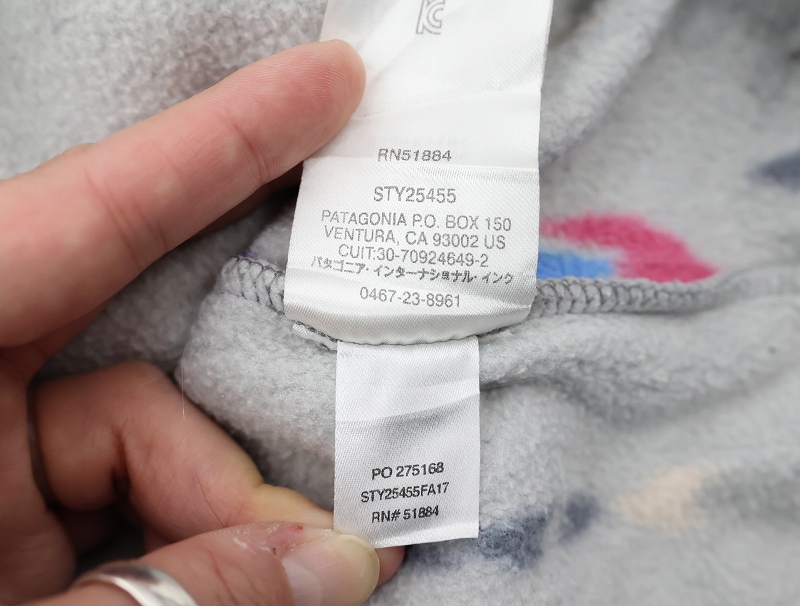 RN51884
STY25455
PATAGONIA P.O. BOX 150
VENTURA, CA 93002 US
CUIT:30-70924649-2
パタゴニア・インターナショナル・インク
0467-23-8961
PO 275168
STY25455FA17
RN# 51884